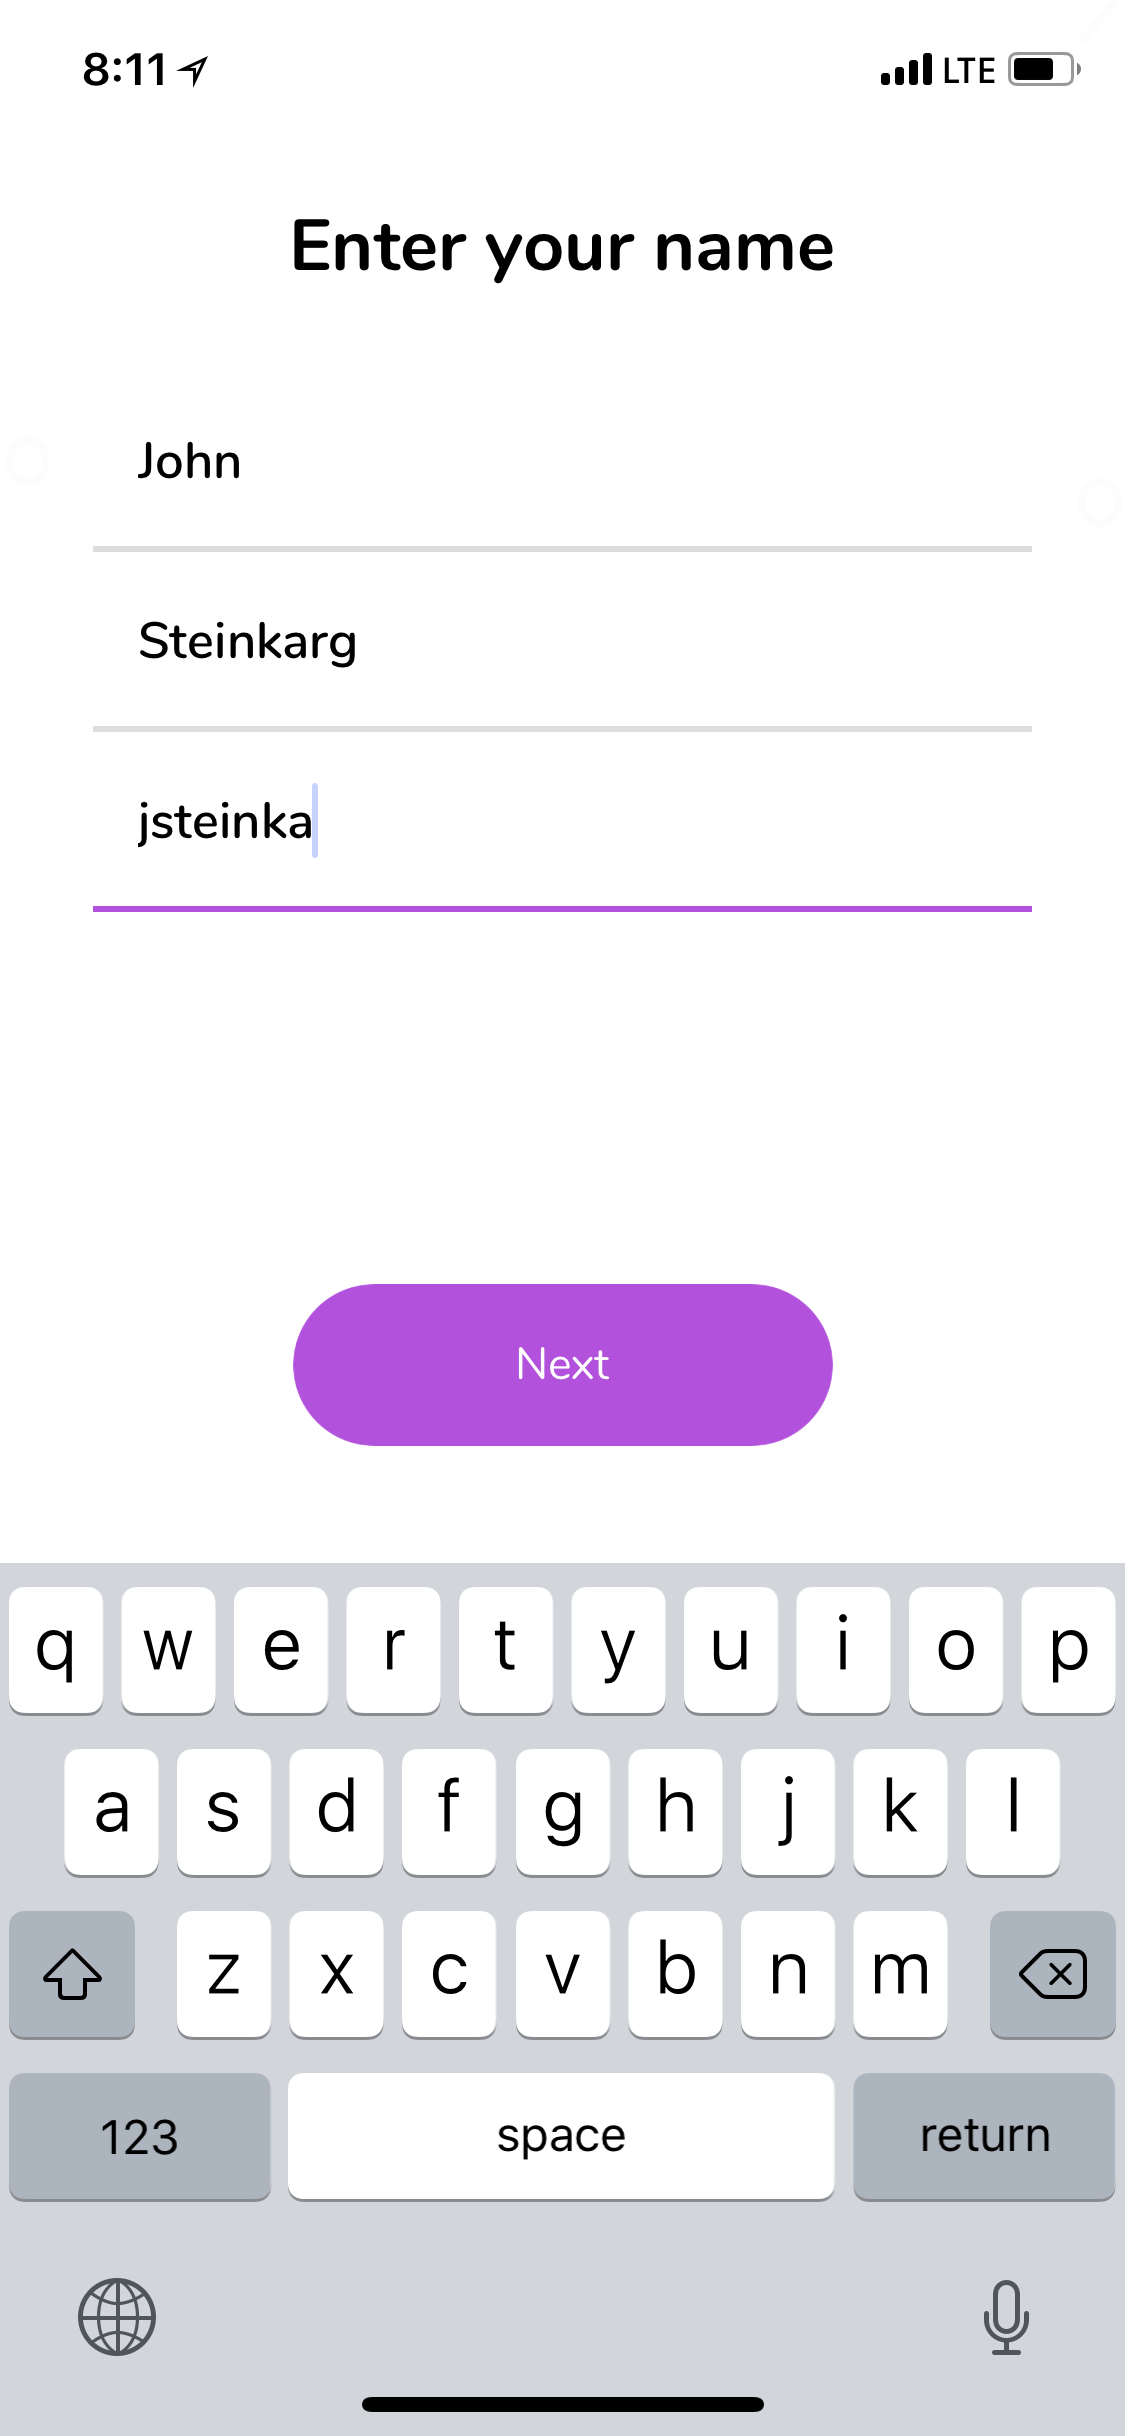 8:11 LTE
Enter your name
John
Steinkarg
jsteinka
Next
q w e r t y u i o p
a s d f g h j k l
z x c v b n m
123 space return